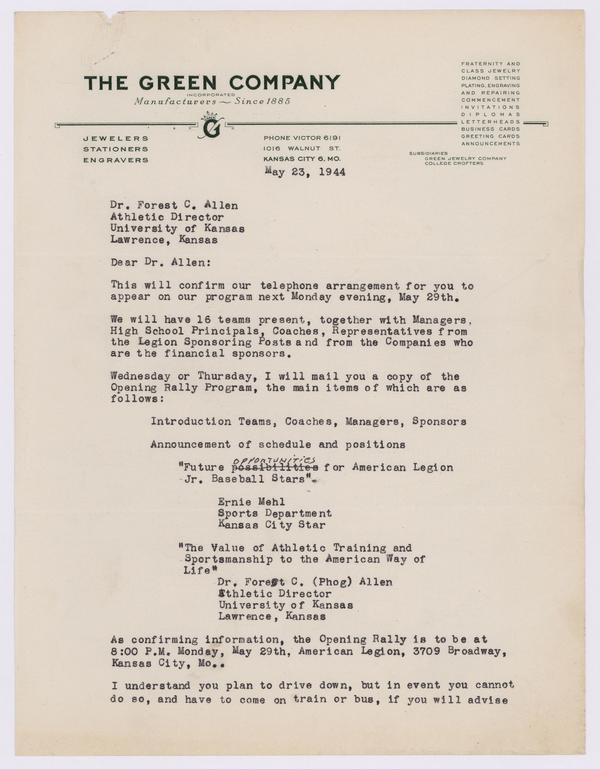 THE GREEN COMPANY
INCORPORATED
Manufacturers ~ Since 1885
G
JEWELERS
STATIONERS
ENGRAVERS
PHONE VICTOR 6191
1016 WALNUT ST.
KANSAS CITY 6, MO.
FRATERNITY AND
CLASS JEWELRY
DIAMOND SETTING
PLATING, ENGRAVING
AND REPAIRING
COMMENCEMENT
INVITATIONS
DIPLOMAS
LETTERHEADS
BUSINESS CARDS
GREETING CARDS
ANNOUNCEMENTS
SUBSIDIARIES
GREEN JEWELRY COMPANY
COLLEGE CROFTERS
May 23, 1944
Dr. Forest C. Allen
Athletic Director
University of Kansas
Lawrence, Kansas
Dear Dr. Allen:
This will confirm our telephone arrangement for you to
appear on our program next Monday evening, May 29th.
We will have 16 teams present, together with Managers,
High School Principals, Coaches, Representatives from
the Legion Sponsoring Posts and from the Companies who
are the financial sponsors.
Wednesday or Thursday, I will mail you a copy of the
Opening Rally Program, the main items of which are as
follows:
Introduction Teams, Coaches, Managers, Sponsors
Announcement of schedule and positions
OPPORTUNITIES
"Future possibilities for American Legion
Jr. Baseball Stars".
Ernie Mehl
Sports Department
Kansas City Star
"The Value of Athletic Training and
Sportsmanship to the American Way of
Life"
Dr. Forest C. (Phog) Allen
Athletic Director
University of Kansas
Lawrence, Kansas
As confirming information, the Opening Rally is to be at
8:00 P.M. Monday, May 29th, American Legion, 3709 Broadway,
Kansas City, Mo..
I understand you plan to drive down, but in event you cannot
do so, and have to come on train or bus, if you will advise